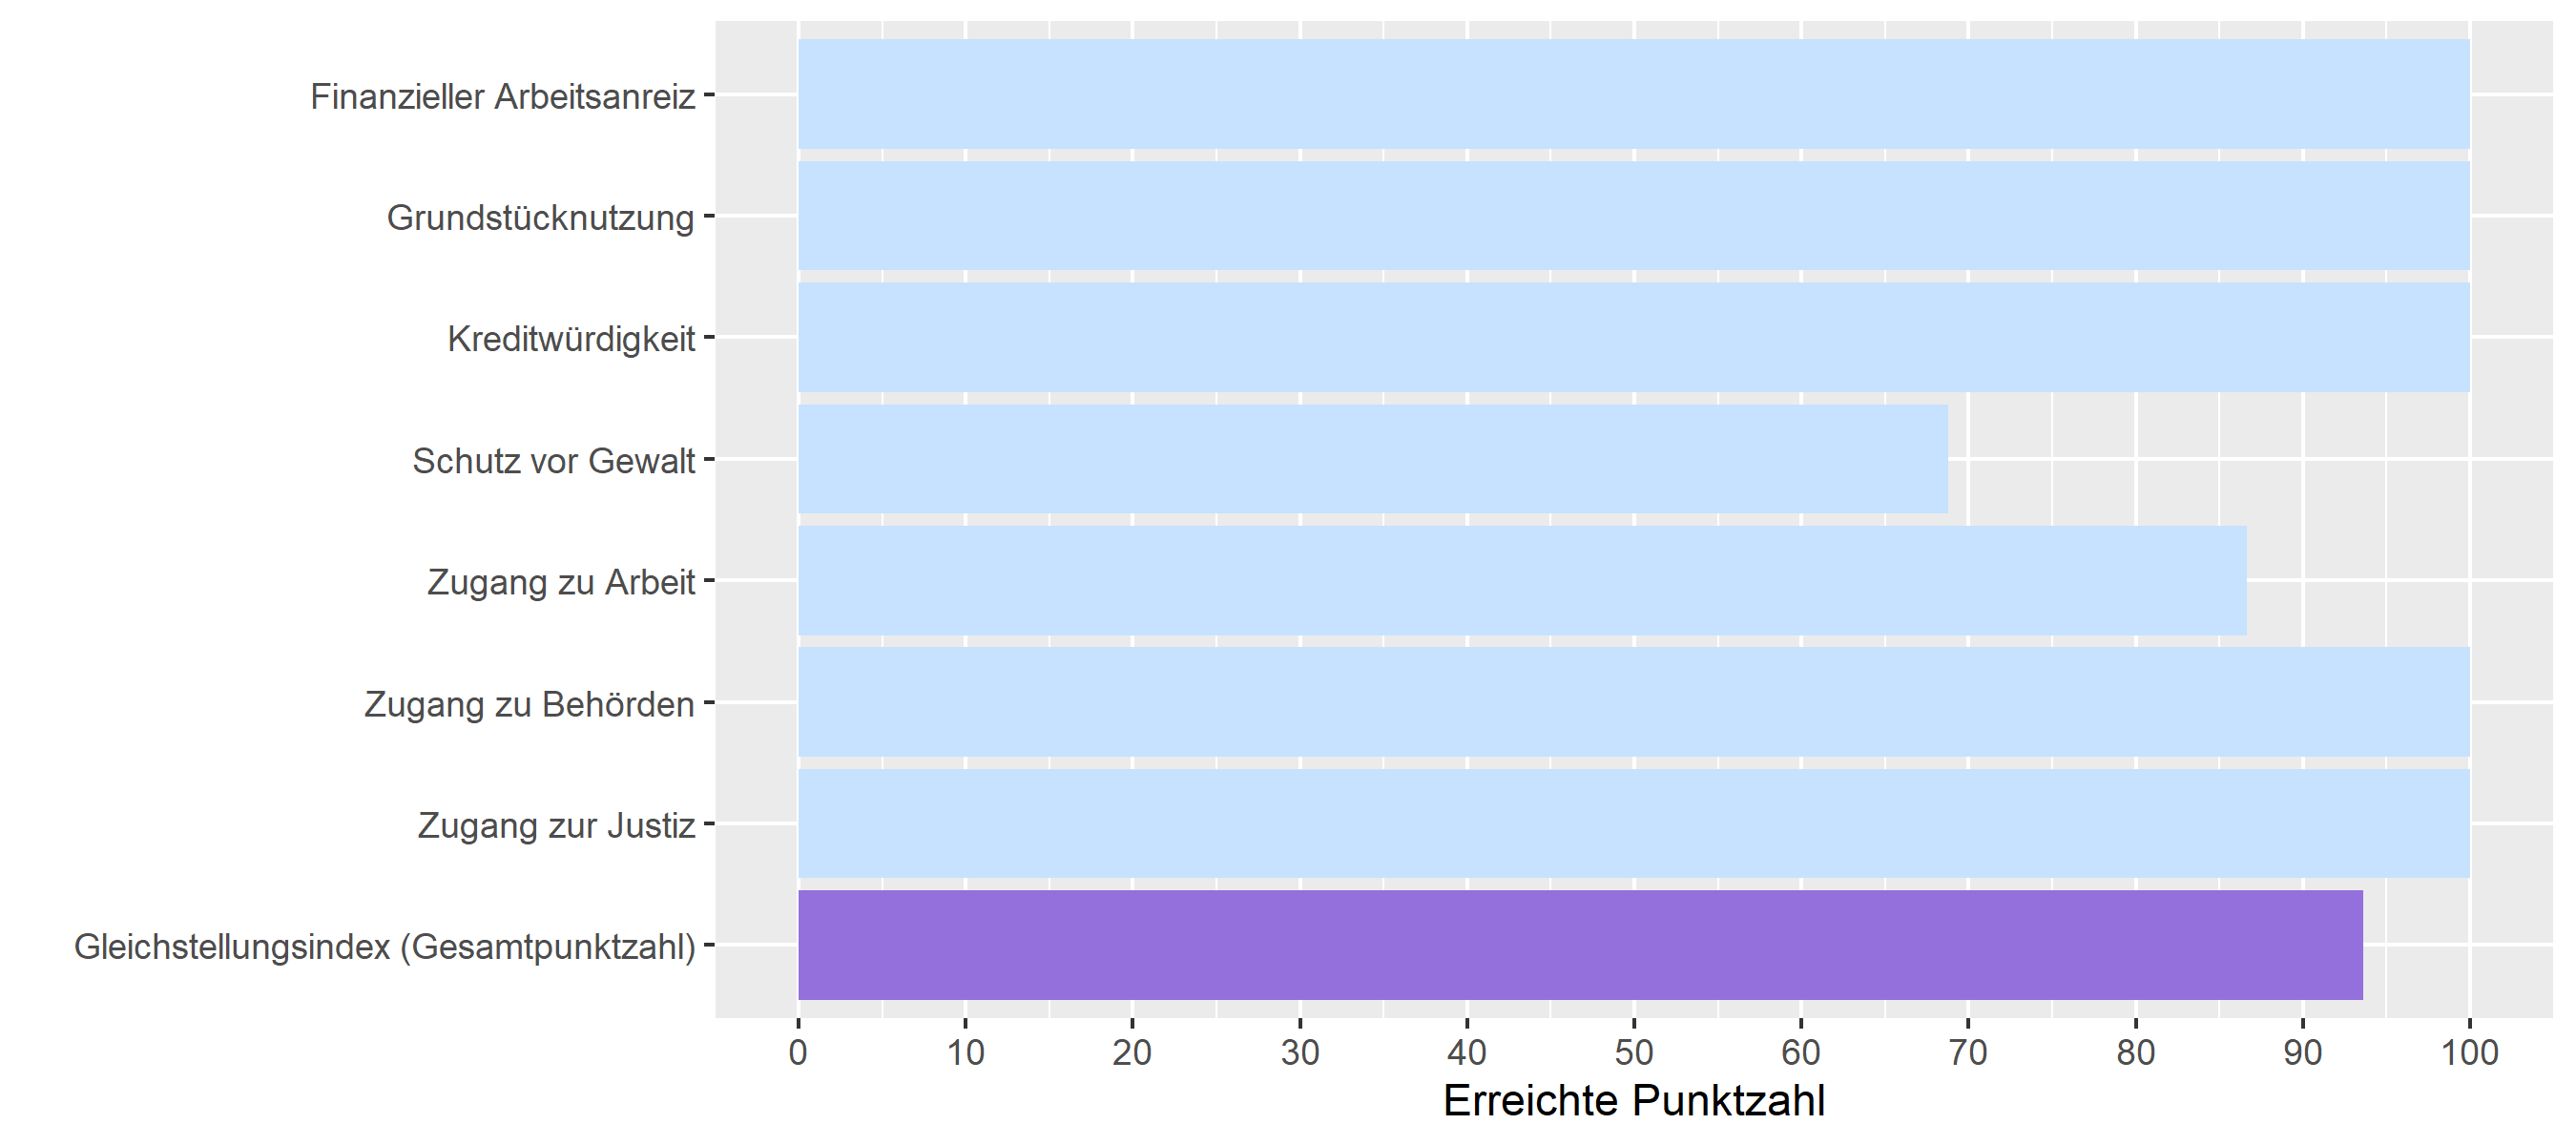 Finanzieller Arbeitsanreiz
Grundstücknutzung
Kreditwürdigkeit
Schutz vor Gewalt
Zugang zu Arbeit
Zugang zu Behörden
Zugang zur Justiz
Gleichstellungsindex (Gesamtpunktzahl)
0 10 20 30 40 50 60 70 80 90 100
Erreichte Punktzahl